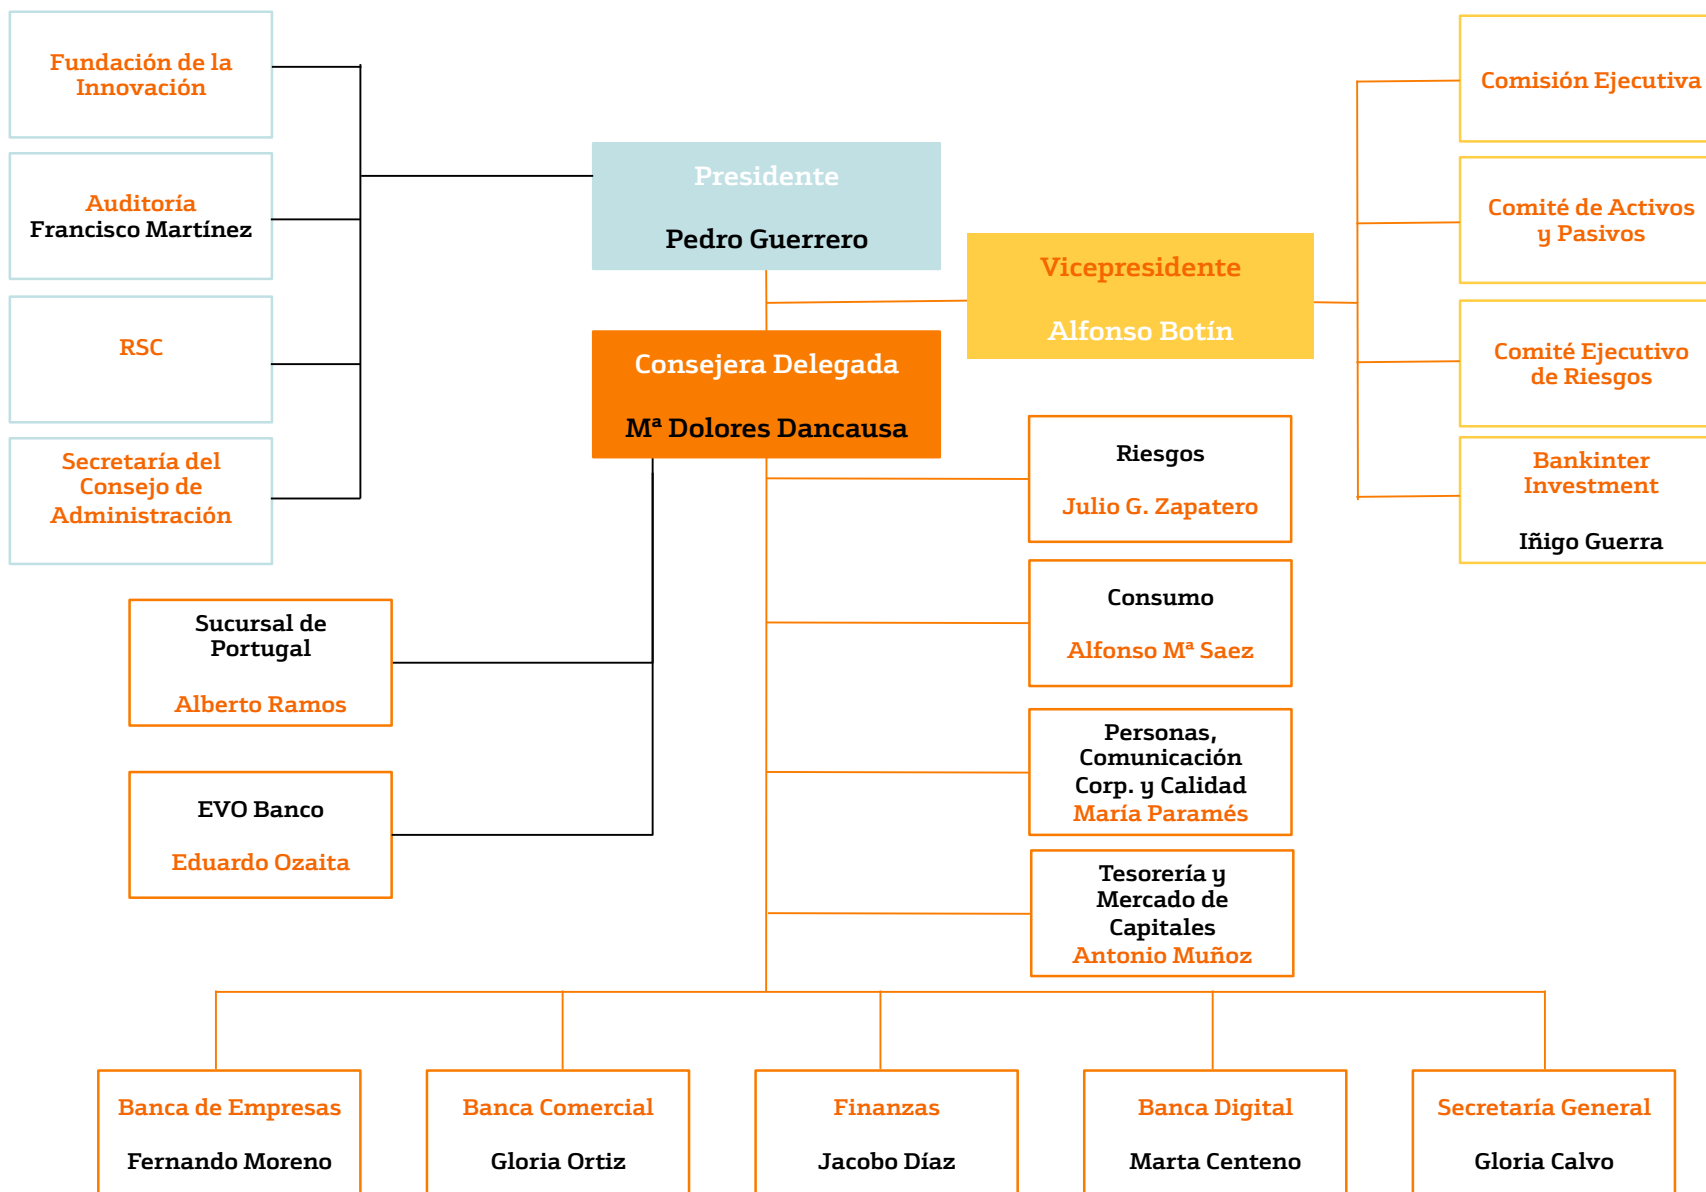 Fundación de la
Innovación
Auditoría
Francisco Martínez
RSC
Secretaría del
Consejo de
Administración
Presidente
Pedro Guerrero
Vicepresidente
Alfonso Botín
Consejera Delegada
Mª Dolores Dancausa
Comisión Ejecutiva
Comité de Activos
y Pasivos
Comité Ejecutivo
de Riesgos
Bankinter
Investment
Iñigo Guerra
Riesgos
Julio G. Zapatero
Consumo
Alfonso Mª Saez
Personas,
Comunicación
Corp. y Calidad
María Paramés
Tesorería y
Mercado de
Capitales
Antonio Muñoz
Sucursal de
Portugal
Alberto Ramos
EVO Banco
Eduardo Ozaita
Banca de Empresas
Fernando Moreno
Banca Comercial
Gloria Ortiz
Finanzas
Jacobo Díaz
Banca Digital
Marta Centeno
Secretaría General
Gloria Calvo